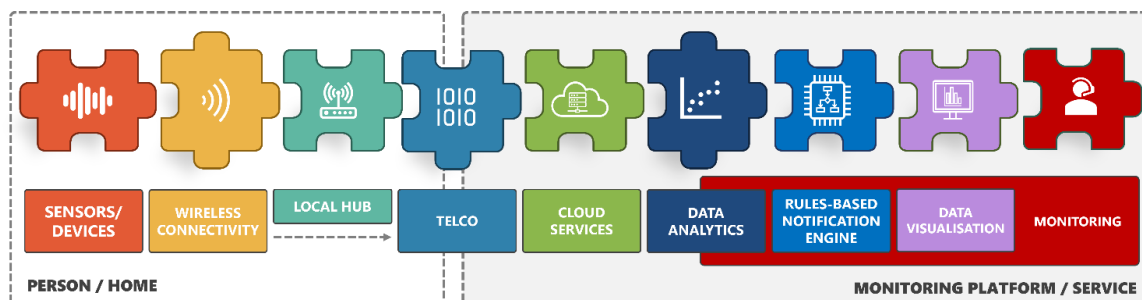 1010
1010
SENSORS/
DEVICES
WIRELESS
CONNECTIVITY
LOCAL HUB
TELCO
CLOUD
SERVICES
DATA
ANALYTICS
RULES-BASED
NOTIFICATION
ENGINE
DATA
VISUALISATION
MONITORING
PERSON / HOME
MONITORING PLATFORM / SERVICE